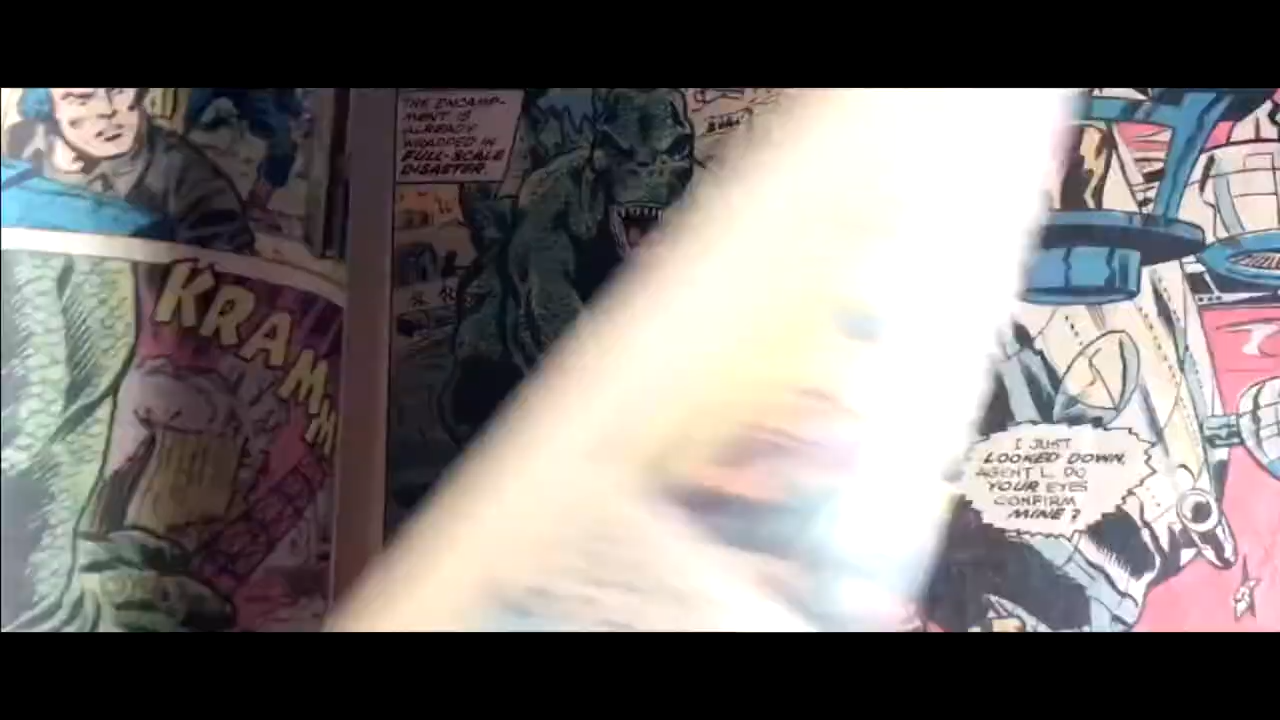 KRAMM
THE ENCAMP-
MENT IS
ALREADY
WRAPPED IN
FULL-SCALE
DISASTER.
I JUST
LOOKED DOWN,
AGENT L. DO
YOUR EYES
CONFIRM
MINE?